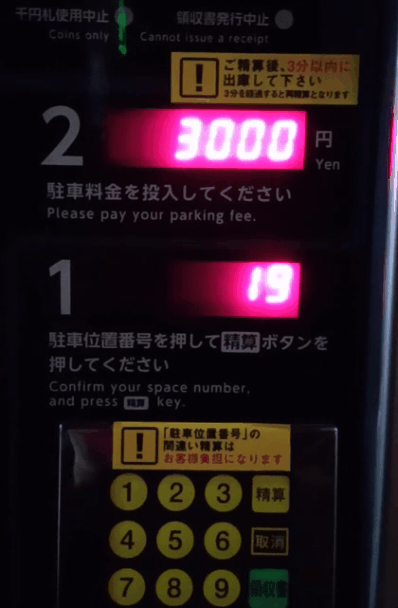 千円札使用中止 領収書発行中止
Coins only Cannot issue a receipt
ご精算後、3分以内に
出庫して下さい
3分を経過すると再精算となります
2 3000 円
Yen
駐車料金を投入してください
Please pay your parking fee.
1 19
駐車位置番号を押して精算ボタンを
押してください
Confirm your space number,
and press 精算 key.
「駐車位置番号」の
間違い精算は
お客様負担になります
1 2 3 精算
4 5 6 取消
7 8 9 領収書